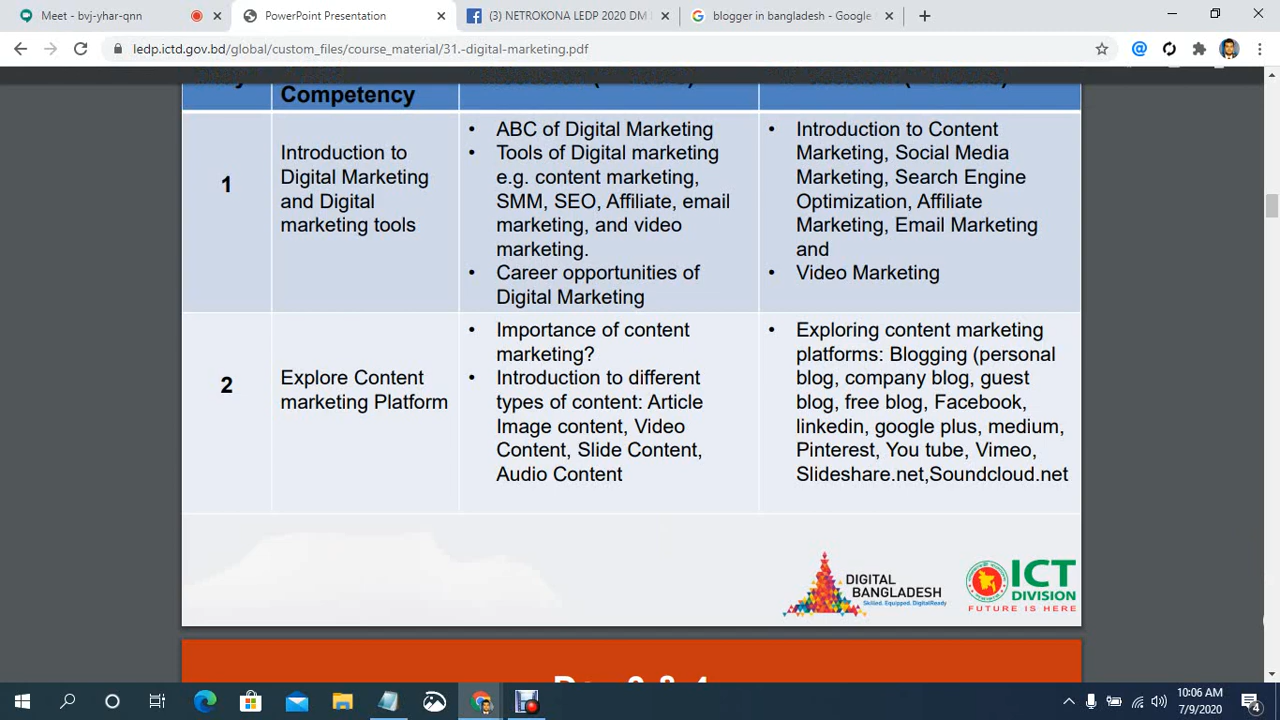 Meet - bvj-yhar-qnn
PowerPoint Presentation
(3) NETROKONA LEDP 2020 DM
blogger in bangladesh - Google
ledp.ictd.gov.bd/global/custom_files/course_material/31.-digital-marketing.pdf
Competency
1
Introduction to
Digital Marketing
and Digital
marketing tools
• ABC of Digital Marketing
• Tools of Digital marketing
e.g. content marketing,
SMM, SEO, Affiliate, email
marketing, and video
marketing.
• Career opportunities of
Digital Marketing
• Introduction to Content
Marketing, Social Media
Marketing, Search Engine
Optimization, Affiliate
Marketing, Email Marketing
and
• Video Marketing
2
Explore Content
marketing Platform
• Importance of content
marketing?
• Introduction to different
types of content: Article
Image content, Video
Content, Slide Content,
Audio Content
• Exploring content marketing
platforms: Blogging (personal
blog, company blog, guest
blog, free blog, Facebook,
linkedin, google plus, medium,
Pinterest, You tube, Vimeo,
Slideshare.net,Soundcloud.net
DIGITAL
BANGLADESH
Skilled. Equipped. DigitalReady
ICT
DIVISION
FUTURE IS HERE
10:06 AM
7/9/2020
4